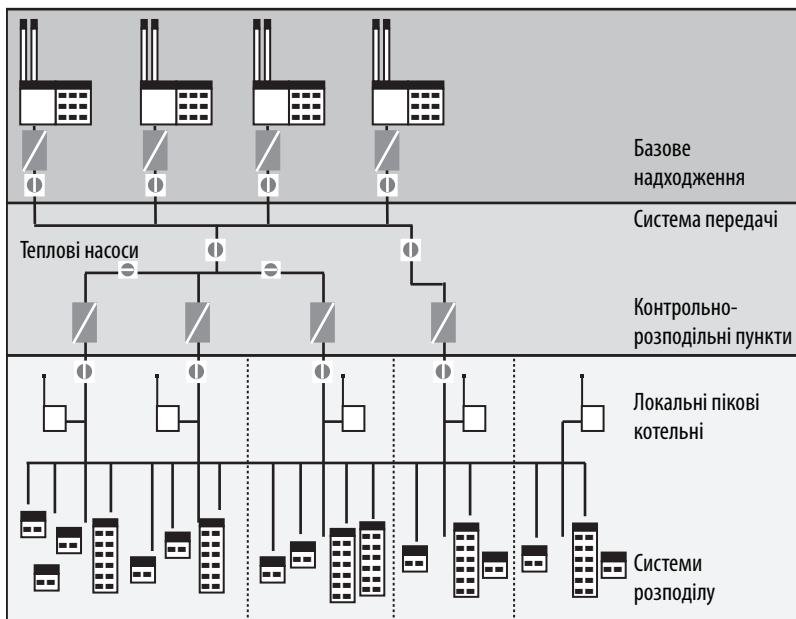 Базове
надходження
Система передачі
Теплові насоси
Контрольно-
розподільні пункти
Локальні пікові
котельні
Системи
розподілу